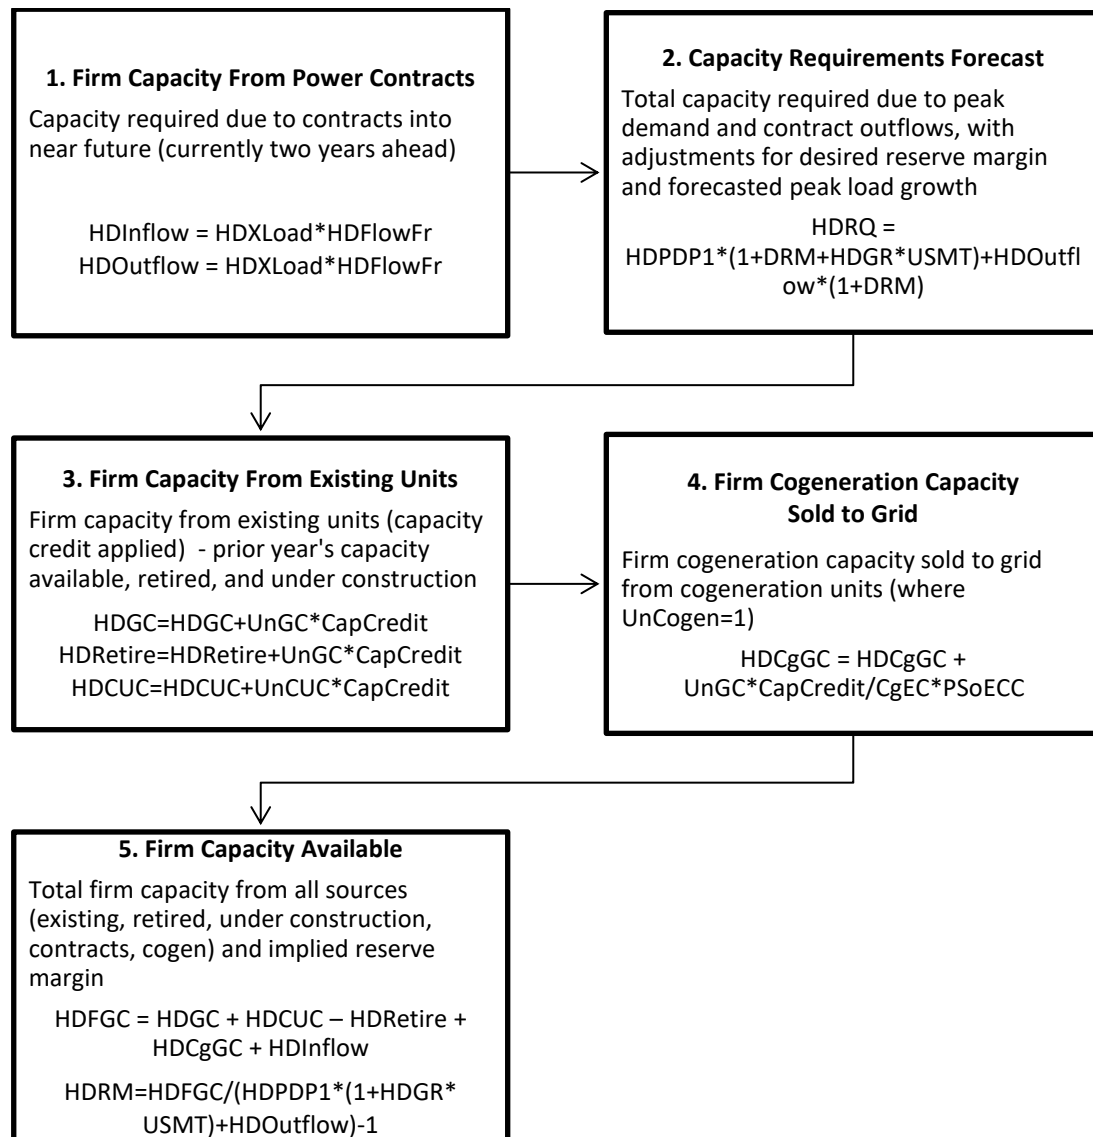 1. Firm Capacity From Power Contracts
Capacity required due to contracts into
near future (currently two years ahead)
HDInflow = HDXLoad*HDFlowFr
HDOutflow = HDXLoad*HDFlowFr
2. Capacity Requirements Forecast
Total capacity required due to peak
demand and contract outflows, with
adjustments for desired reserve margin
and forecasted peak load growth
HDRQ =
HDPDP1*(1+DRM+HDGR*USMT)+HDOutfl
ow*(1+DRM)
3. Firm Capacity From Existing Units
Firm capacity from existing units (capacity
credit applied)  - prior year's capacity
available, retired, and under construction
HDGC=HDGC+UnGC*CapCredit
HDRetire=HDRetire+UnGC*CapCredit
HDCUC=HDCUC+UnCUC*CapCredit
4. Firm Cogeneration Capacity
Sold to Grid
Firm cogeneration capacity sold to grid
from cogeneration units (where
UnCogen=1)
HDCgGC = HDCgGC +
UnGC*CapCredit/CgEC*PSoECC
5. Firm Capacity Available
Total firm capacity from all sources
(existing, retired, under construction,
contracts, cogen) and implied reserve
margin
HDFGC = HDGC + HDCUC – HDRetire +
HDCgGC + HDInflow
HDRM=HDFGC/(HDPDP1*(1+HDGR*
USMT)+HDOutflow)-1